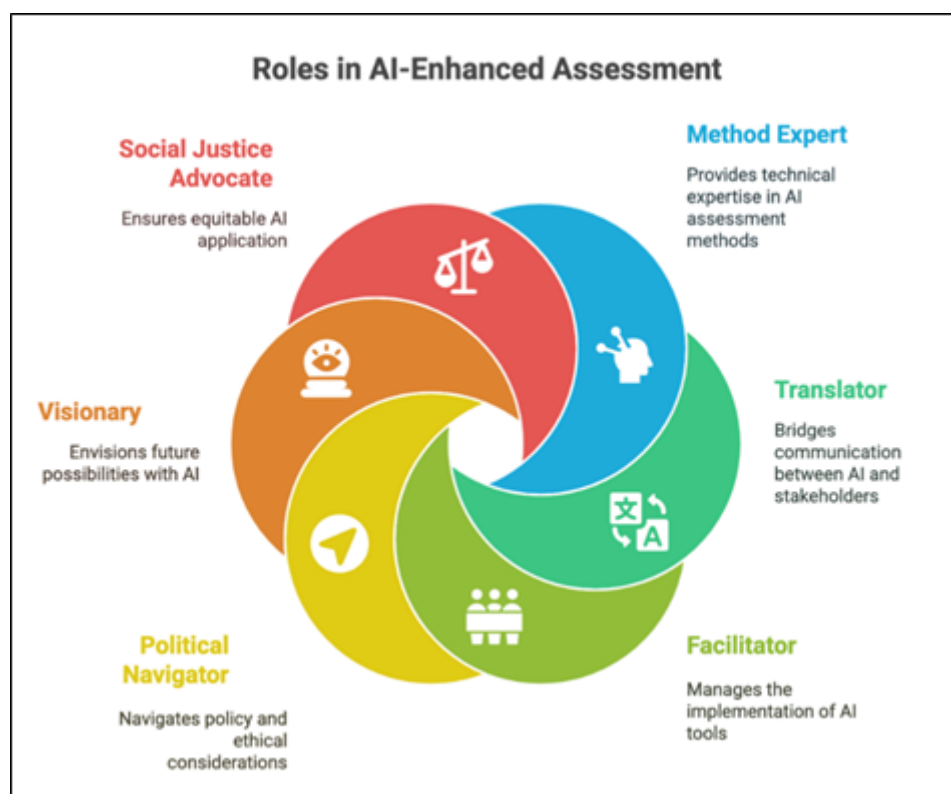 Roles in AI-Enhanced Assessment
Social Justice
Advocate
Ensures equitable AI
application
Method Expert
Provides technical
expertise in AI
assessment
methods
Visionary
Envisions future
possibilities with AI
Translator
Bridges
communication
between AI and
stakeholders
文
A
Political
Navigator
Navigates policy and
ethical
considerations
Facilitator
Manages the
implementation of AI
tools